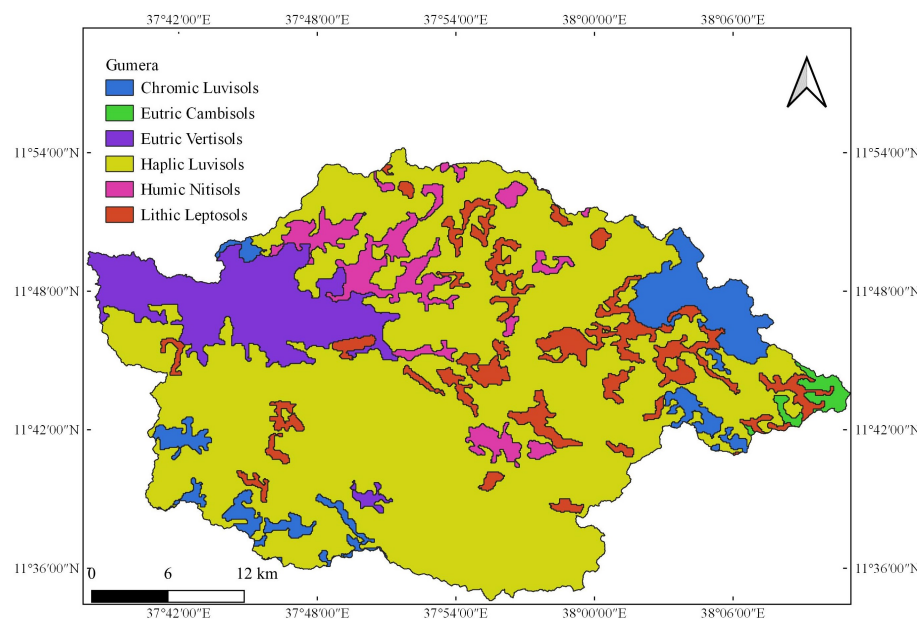 37°42′00″E 37°48′00″E 37°54′00″E 38°00′00″E 38°06′00″E
Gumera
Chromic Luvisols
Eutric Cambisols
Eutric Vertisols
Haplic Luvisols
Humic Nitisols
Lithic Leptosols
11°54′00″N 11°54′00″N
11°48′00″N 11°48′00″N
11°42′00″N 11°42′00″N
11°36′00″N 11°36′00″N
0 6 12 km
37°42′00″E 37°48′00″E 37°54′00″E 38°00′00″E 38°06′00″E